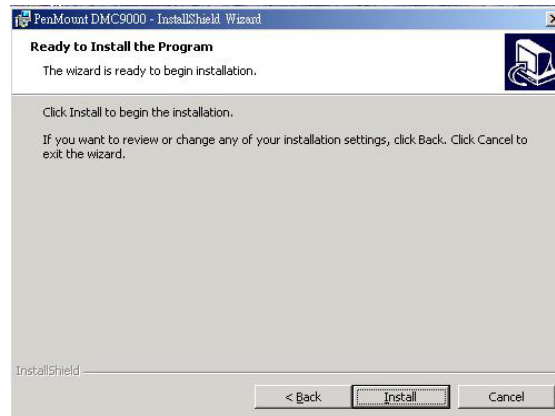 PenMount DMC9000 - InstallShield Wizard
Ready to Install the Program
The wizard is ready to begin installation.
Click Install to begin the installation.
If you want to review or change any of your installation settings, click Back. Click Cancel to
exit the wizard.
InstallShield
< Back
Install
Cancel